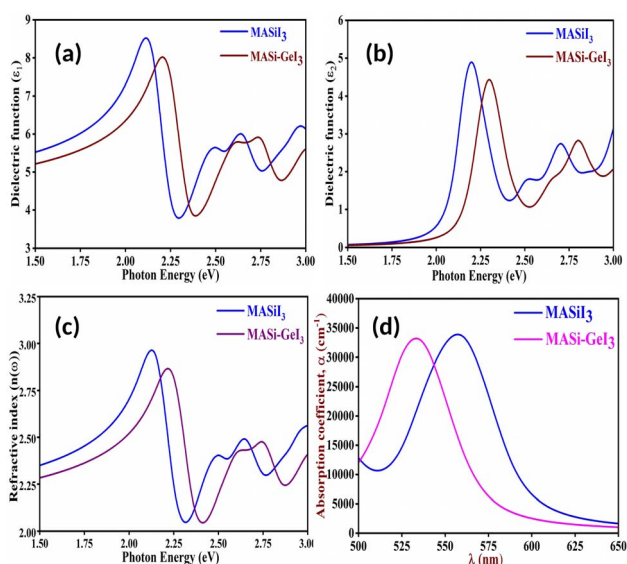 (a)
MASiI₃
MASi-GeI₃
Dielectric function (ε₁)
9
8
7
6
5
4
3
1.50
1.75
2.00
2.25
2.50
2.75
3.00
Photon Energy (eV)
(b)
MASiI₃
MASi-GeI₃
Dielectric function (ε₂)
6
5
4
3
2
1
0
1.50
1.75
2.00
2.25
2.50
2.75
3.00
Photon Energy (eV)
(c)
MASiI₃
MASi-GeI₃
Refractive index (n(ω))
3.25
3.00
2.75
2.50
2.25
2.00
1.50
1.75
2.00
2.25
2.50
2.75
3.00
Photon Energy (eV)
(d)
MASiI₃
MASi-GeI₃
Absorption coefficient, α (cm⁻¹)
40000
35000
30000
25000
20000
15000
10000
5000
0
500
525
550
575
600
625
650
λ (nm)